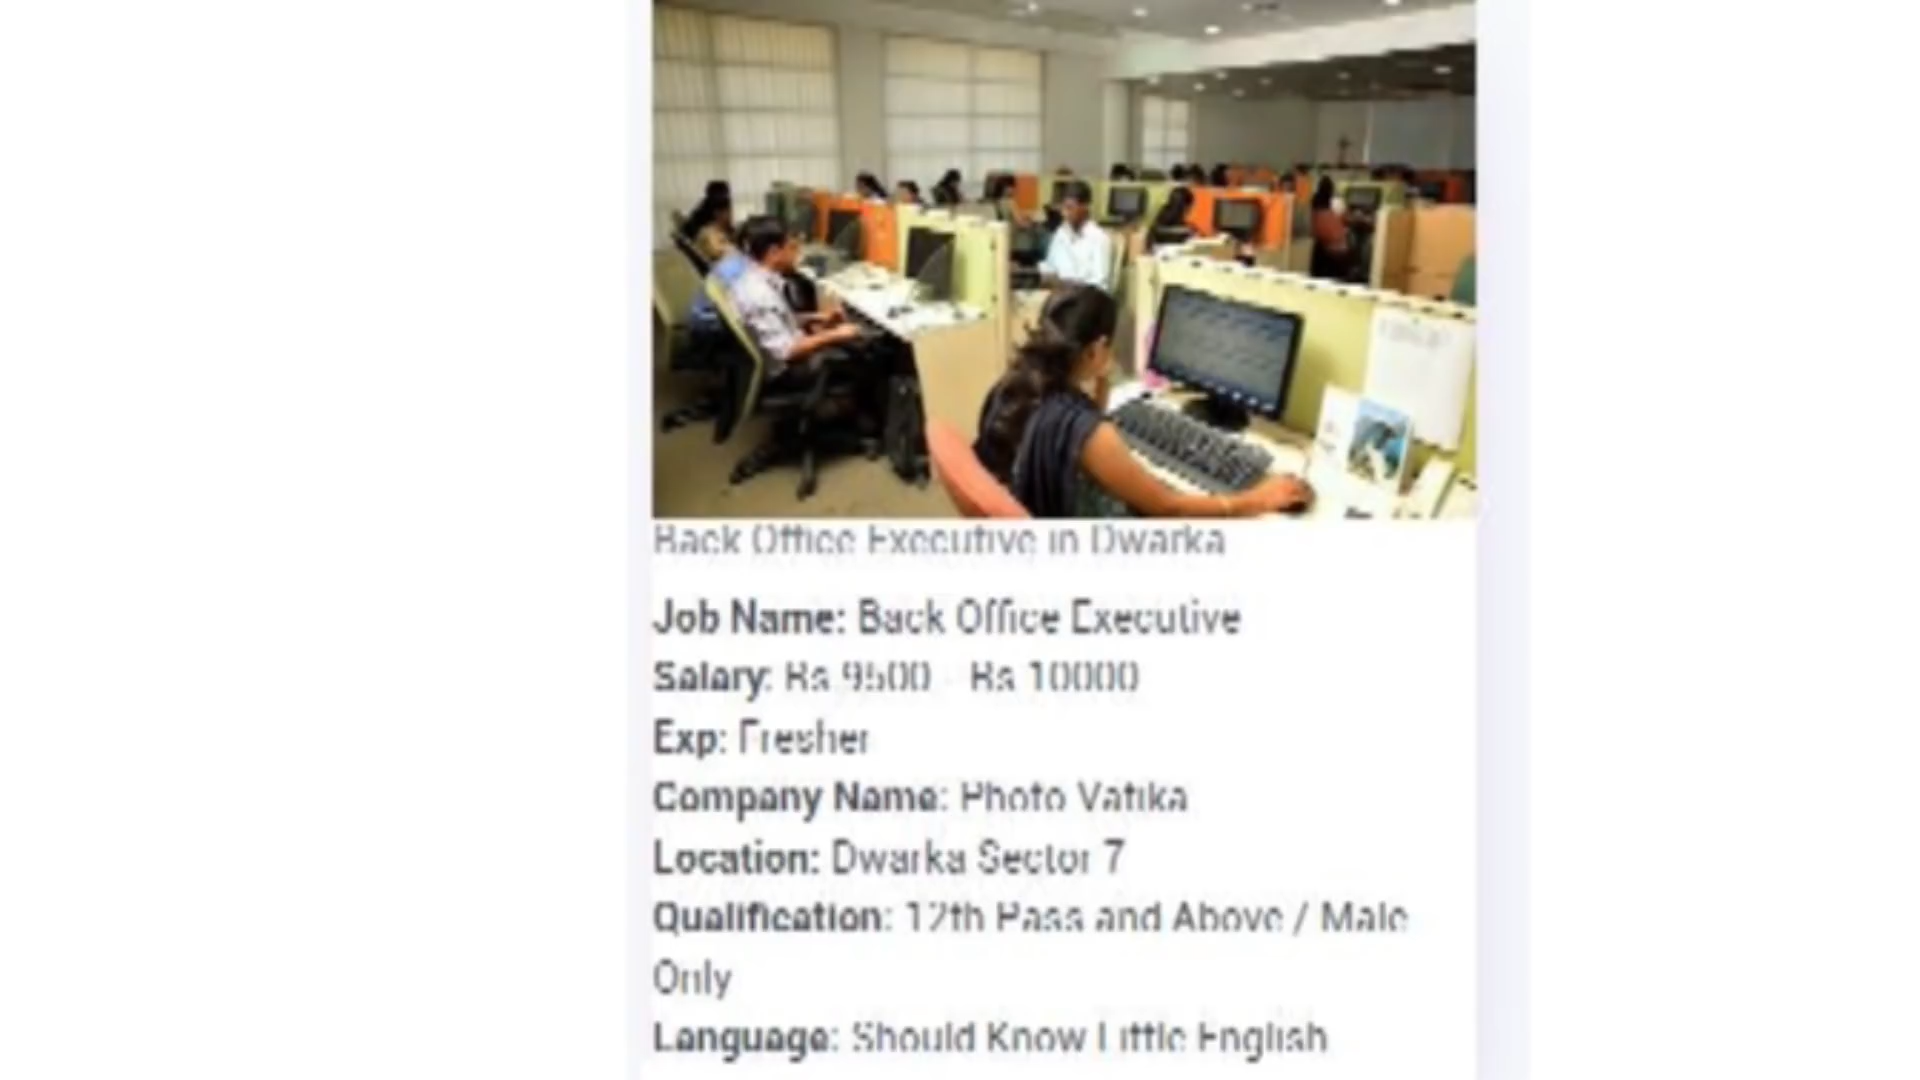 Back Office Executive in Dwarka
Job Name: Back Office Executive
Salary: Rs 9500 - Rs 10000
Exp: Fresher
Company Name: Photo Vatika
Location: Dwarka Sector 7
Qualification: 12th Pass and Above / Male
Only
Language: Should Know Little English